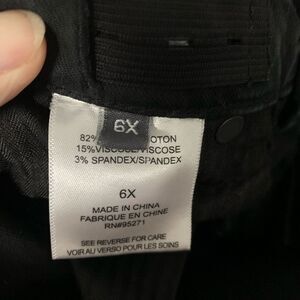 6X
82%
15%VISCOSE/VISCOSE
3% SPANDEX/SPANDEX
6X
MADE IN CHINA
FABRIQUE EN CHINE
RN#95271
SEE REVERSE FOR CARE
VOIR AU VERSO POUR LES SOINS